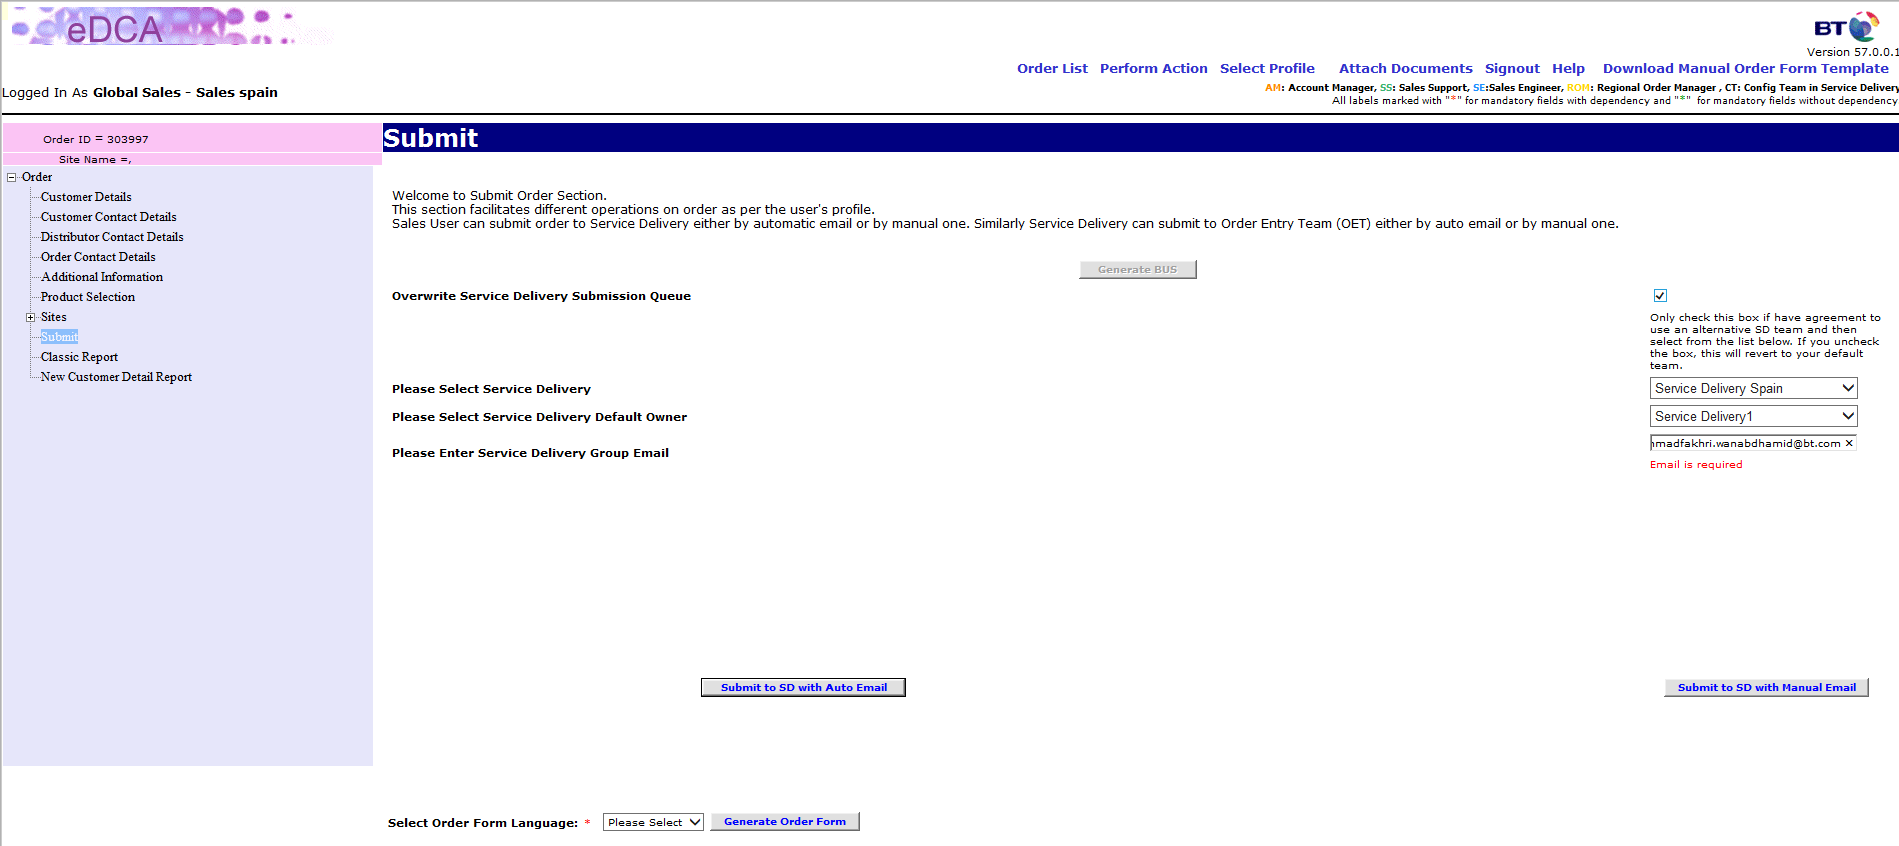 eDCA
BT
Version 57.0.0.1
Order List Perform Action Select Profile Attach Documents Signout Help Download Manual Order Form Template
Logged In As Global Sales - Sales spain
AM: Account Manager, SS: Sales Support, SE:Sales Engineer, ROM: Regional Order Manager , CT: Config Team in Service Delivery
All labels marked with "*" for mandatory fields with dependency and "*" for mandatory fields without dependency
Order ID = 303997
Site Name =,
Submit
Order
Customer Details
Customer Contact Details
Distributor Contact Details
Order Contact Details
Additional Information
Product Selection
Sites
Submit
Classic Report
New Customer Detail Report
Welcome to Submit Order Section.
This section facilitates different operations on order as per the user's profile.
Sales User can submit order to Service Delivery either by automatic email or by manual one. Similarly Service Delivery can submit to Order Entry Team (OET) either by auto email or by manual one.
Generate BUS
Overwrite Service Delivery Submission Queue
Only check this box if have agreement to
use an alternative SD team and then
select from the list below. If you uncheck
the box, this will revert to your default
team.
Please Select Service Delivery
Service Delivery Spain
Please Select Service Delivery Default Owner
Service Delivery1
Please Enter Service Delivery Group Email
madfakhri.wanabdhamid@bt.com ×
Email is required
Submit to SD with Auto Email
Submit to SD with Manual Email
Select Order Form Language: * Please Select Generate Order Form